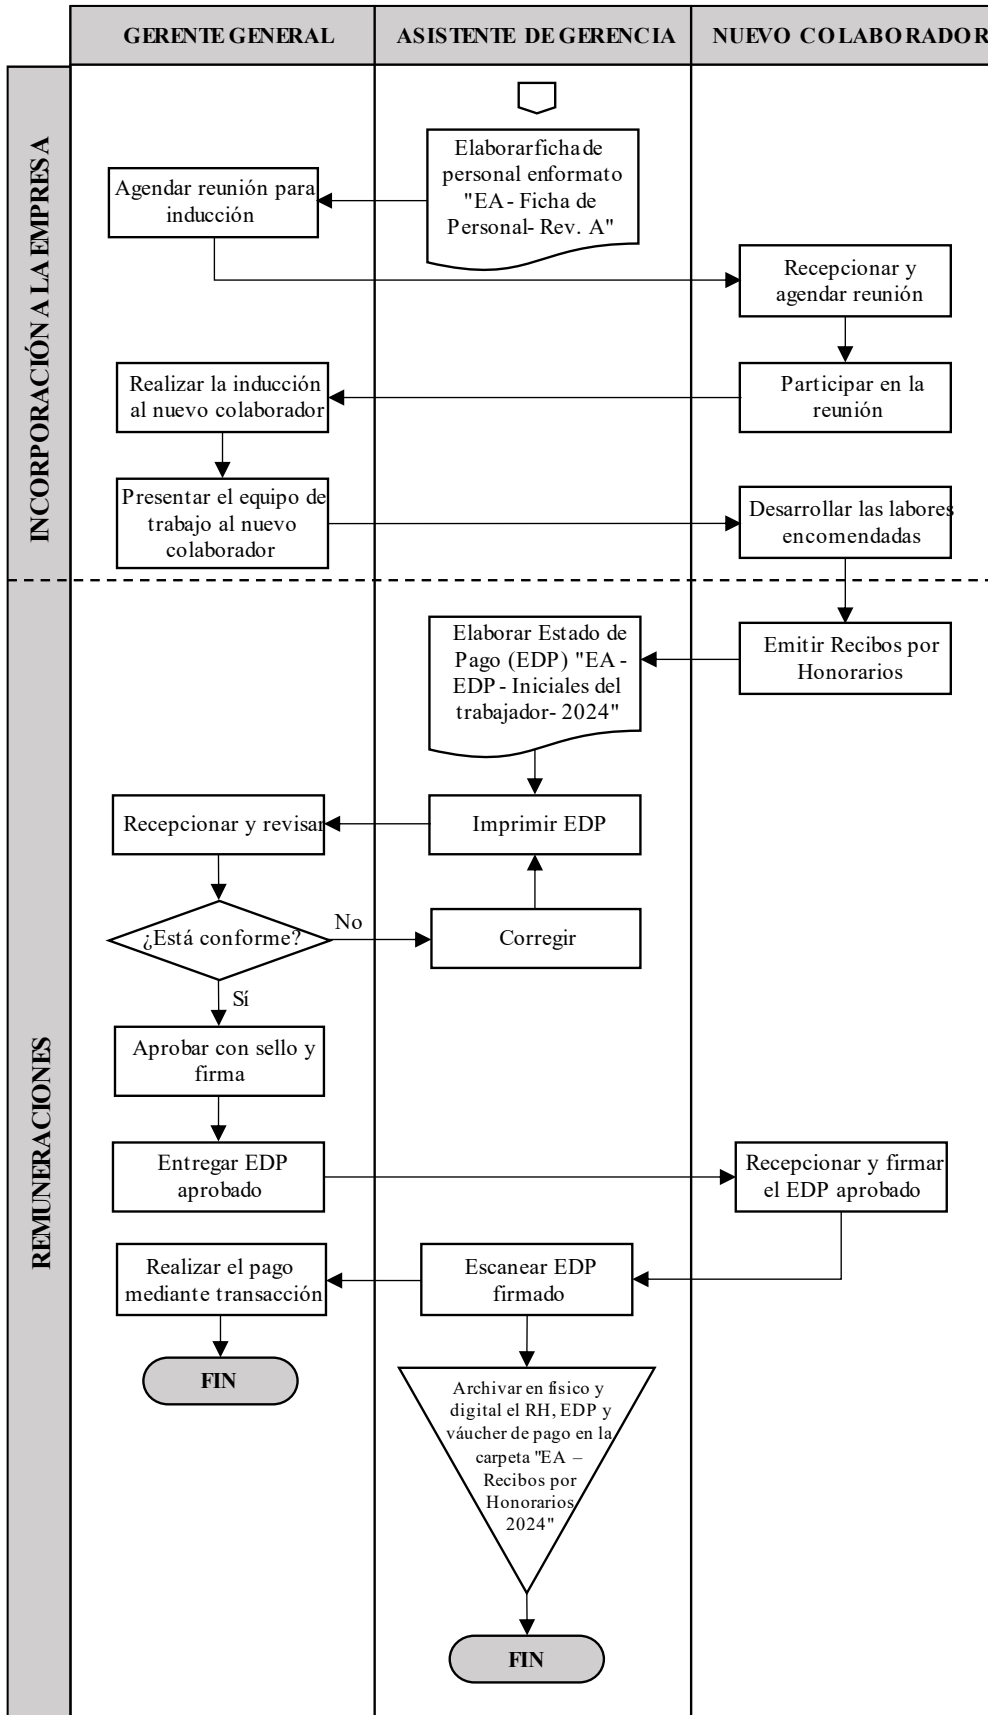 GERENTE GENERAL
ASISTENTE DE GERENCIA
NUEVO COLABORADOR
INCORPORACIÓN A LA EMPRESA
Elaborar ficha de
personal en formato
"EA - Ficha de
Personal - Rev. A"
Agendar reunión para
inducción
Recepcionar y
agendar reunión
Realizar la inducción
al nuevo colaborador
Participar en la
reunión
Presentar el equipo de
trabajo al nuevo
colaborador
Desarrollar las labores
encomendadas
REMUNERACIONES
Elaborar Estado de
Pago (EDP) "EA -
EDP - Iniciales del
trabajador - 2024"
Emitir Recibos por
Honorarios
Recepcionar y revisar
Imprimir EDP
¿Está conforme?
No
Corregir
Sí
Aprobar con sello y
firma
Entregar EDP
aprobado
Recepcionar y firmar
el EDP aprobado
Realizar el pago
mediante transacción
Escanear EDP
firmado
FIN
Archivar en físico y
digital el RH, EDP y
váucher de pago en la
carpeta "EA –
Recibos por
Honorarios
2024"
FIN